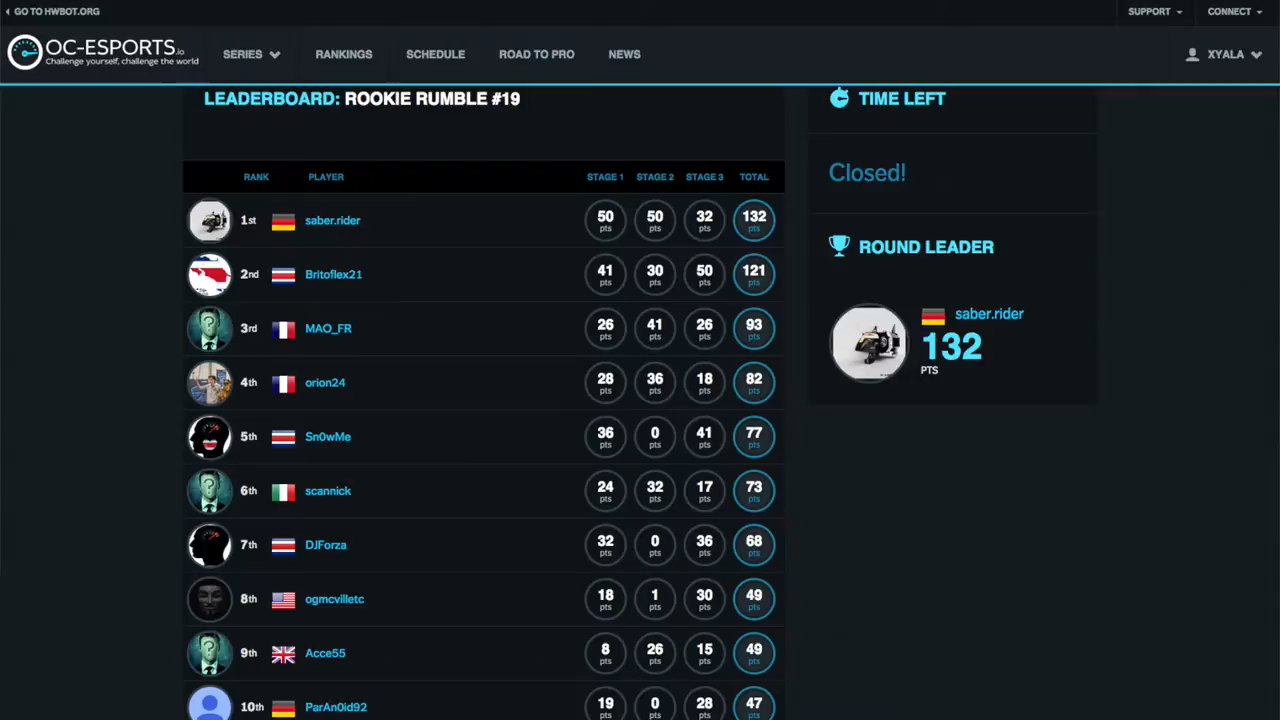 GO TO HWBOT.ORG
SUPPORT
CONNECT
OC-ESPORTS.io
Challenge yourself, challenge the world
SERIES
RANKINGS
SCHEDULE
ROAD TO PRO
NEWS
XYALA
LEADERBOARD: ROOKIE RUMBLE #19
RANK PLAYER STAGE 1 STAGE 2 STAGE 3 TOTAL
1st saber.rider 50 50 32 132
pts pts pts pts
2nd Britoflex21 41 30 50 121
pts pts pts pts
3rd MAO_FR 26 41 26 93
pts pts pts pts
4th orion24 28 36 18 82
pts pts pts pts
5th Sn0wMe 36 0 41 77
pts pts pts pts
6th scannick 24 32 17 73
pts pts pts pts
7th DJForza 32 0 36 68
pts pts pts pts
8th ogmcvilletc 18 1 30 49
pts pts pts pts
9th Acce55 8 26 15 49
pts pts pts pts
10th ParAn0id92 19 0 28 47
pts pts pts pts
TIME LEFT
Closed!
ROUND LEADER
saber.rider
132
PTS